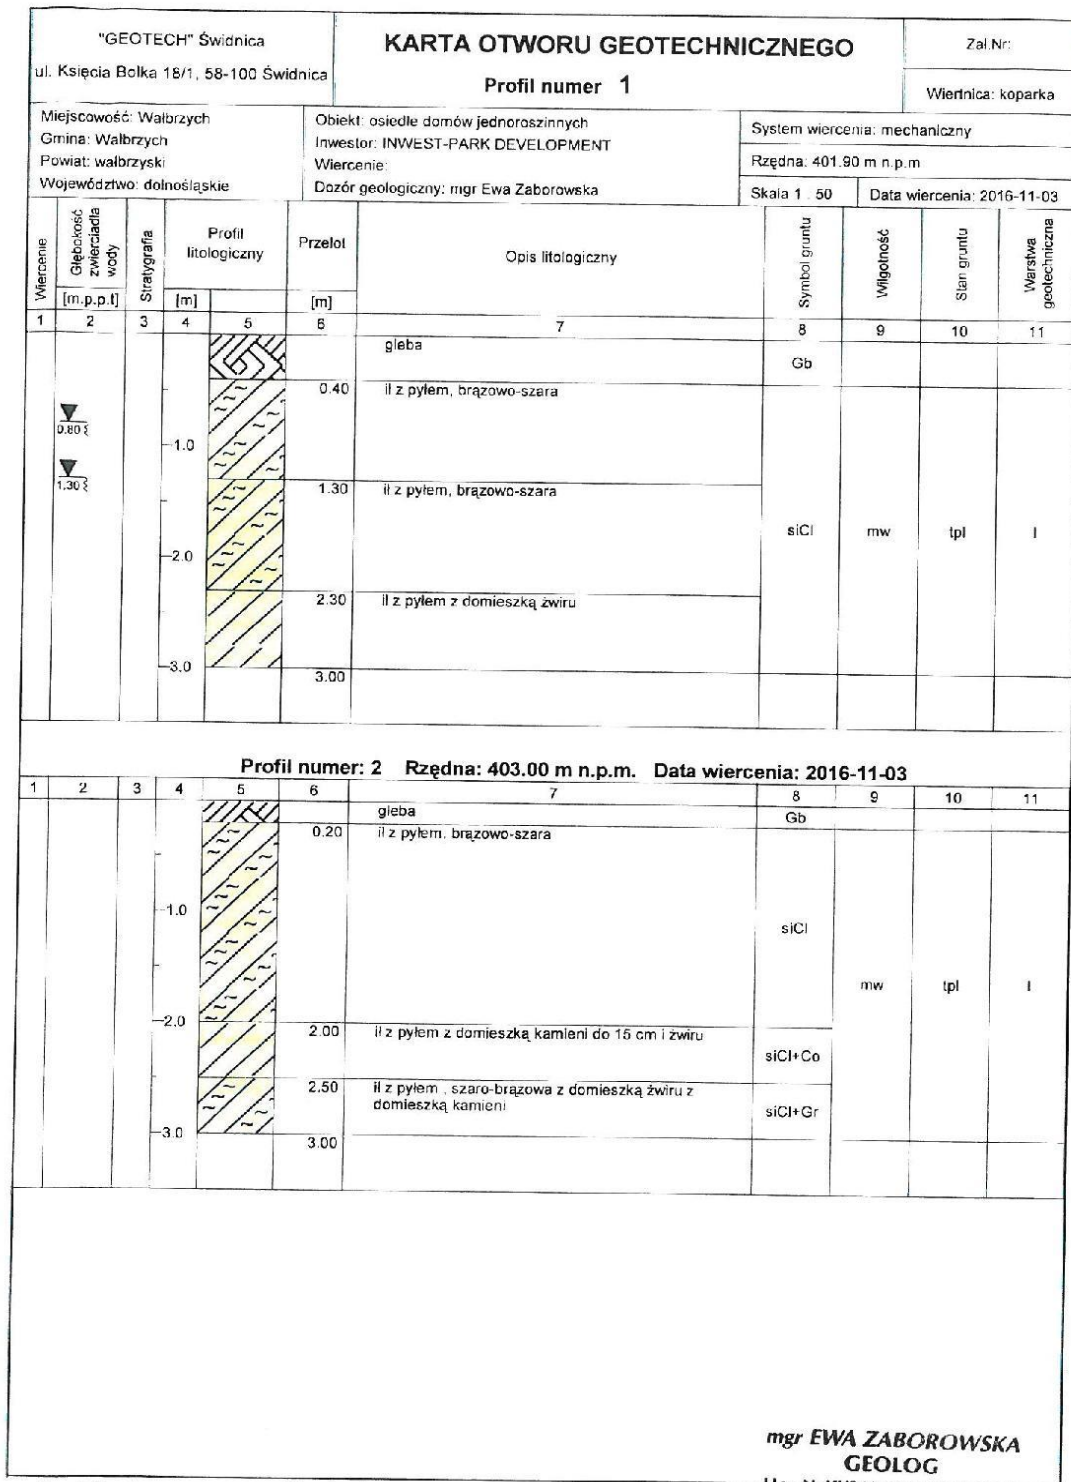 "GEOTECH" Świdnica
ul. Księcia Bolka 18/1, 58-100 Świdnica
KARTA OTWORU GEOTECHNICZNEGO
Profil numer 1
Zał.Nr:
Wiertnica: koparka
Miejscowość: Wałbrzych
Gmina: Wałbrzych
Powiat: wałbrzyski
Województwo: dolnośląskie
Obiekt: osiedle domów jednoroszinnych
Inwestor: INWEST-PARK DEVELOPMENT
Wiercenie:
Dozór geologiczny: mgr Ewa Zaborowska
System wiercenia: mechaniczny
Rzędna: 401.90 m n.p.m
Skala 1 : 50
Data wiercenia: 2016-11-03
Wiercenie
Głębokość zwierciadła wody
[m.p.p.t]
Stratygrafia
Profil litologiczny
[m]
Przelot
[m]
Opis litologiczny
Symbol gruntu
Wilgotność
Stan gruntu
Warstwa geotechniczna
1 2 3 4 5 6 7 8 9 10 11
gleba
Gb
0.40
ił z pyłem, brązowo-szara
0.80
1.0
1.30
1.30
ił z pyłem, brązowo-szara
siCl
mw
tpl
I
2.0
2.30
ił z pyłem z domieszką żwiru
3.0
3.00
Profil numer: 2 Rzędna: 403.00 m n.p.m. Data wiercenia: 2016-11-03
1 2 3 4 5 6 7 8 9 10 11
gleba
Gb
0.20
ił z pyłem, brązowo-szara
1.0
siCl
mw
tpl
I
2.0
2.00
ił z pyłem z domieszką kamieni do 15 cm i żwiru
siCl+Co
2.50
ił z pyłem , szaro-brązowa z domieszką żwiru z
domieszką kamieni
siCl+Gr
3.0
3.00
mgr EWA ZABOROWSKA
GEOLOG